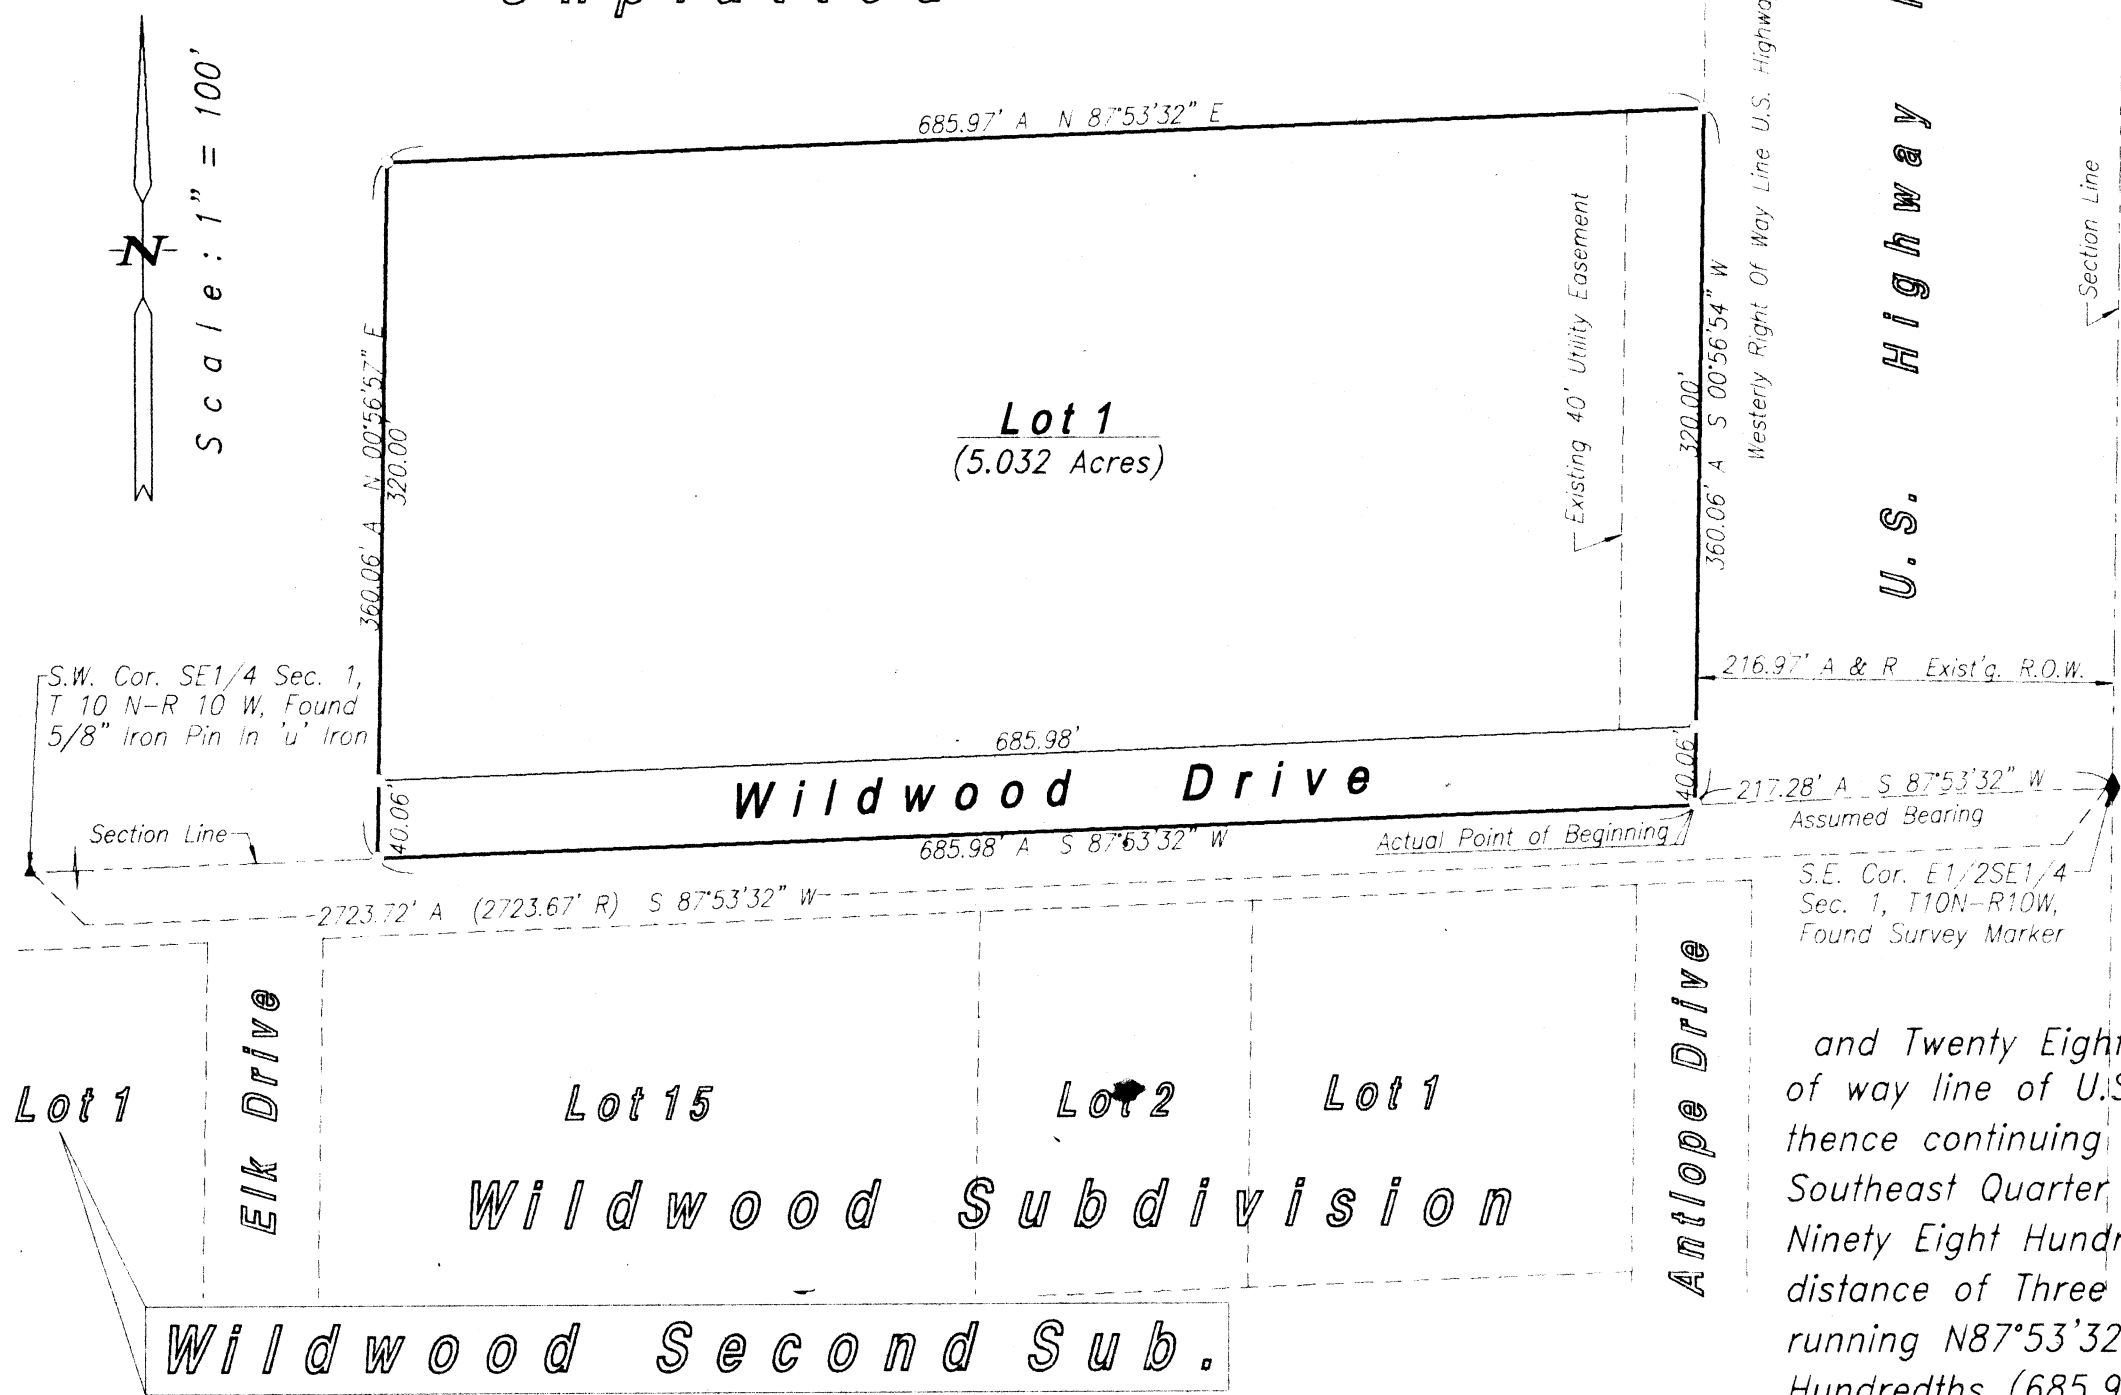 Scale: 1" = 100'
N
685.97' A N 87°53'32" E
360.06' A N 00°56'57" E
320.00'
Lot 1
(5.032 Acres)
Existing 40' Utility Easement
320.00'
360.06' A S 00°56'54" W
Westerly Right Of Way Line U.S.
U.S. Highway
Section Line
S.W. Cor. SE1/4 Sec. 1,
T 10 N-R 10 W, Found
5/8" Iron Pin In 'u' Iron
216.97' A & R Exist'g. R.O.W.
685.98'
Wildwood Drive
40.06'
40.06'
217.28' A S 87°53'32" W
Assumed Bearing
Section Line
685.98' A S 87°53'32" W
Actual Point of Beginning
S.E. Cor. E1/2SE1/4
Sec. 1, T10N-R10W,
Found Survey Marker
2723.72' A (2723.67' R) S 87°53'32" W
Lot 1
Elk Drive
Lot 15
Lot 2
Lot 1
Antlope Drive
Wildwood Subdivision
Wildwood Second Sub.
and Twenty
of way line of
thence continuing
Southeast Quarter
Ninety Eight
distance of Three
running N87°53'32
Hundredths (685.9